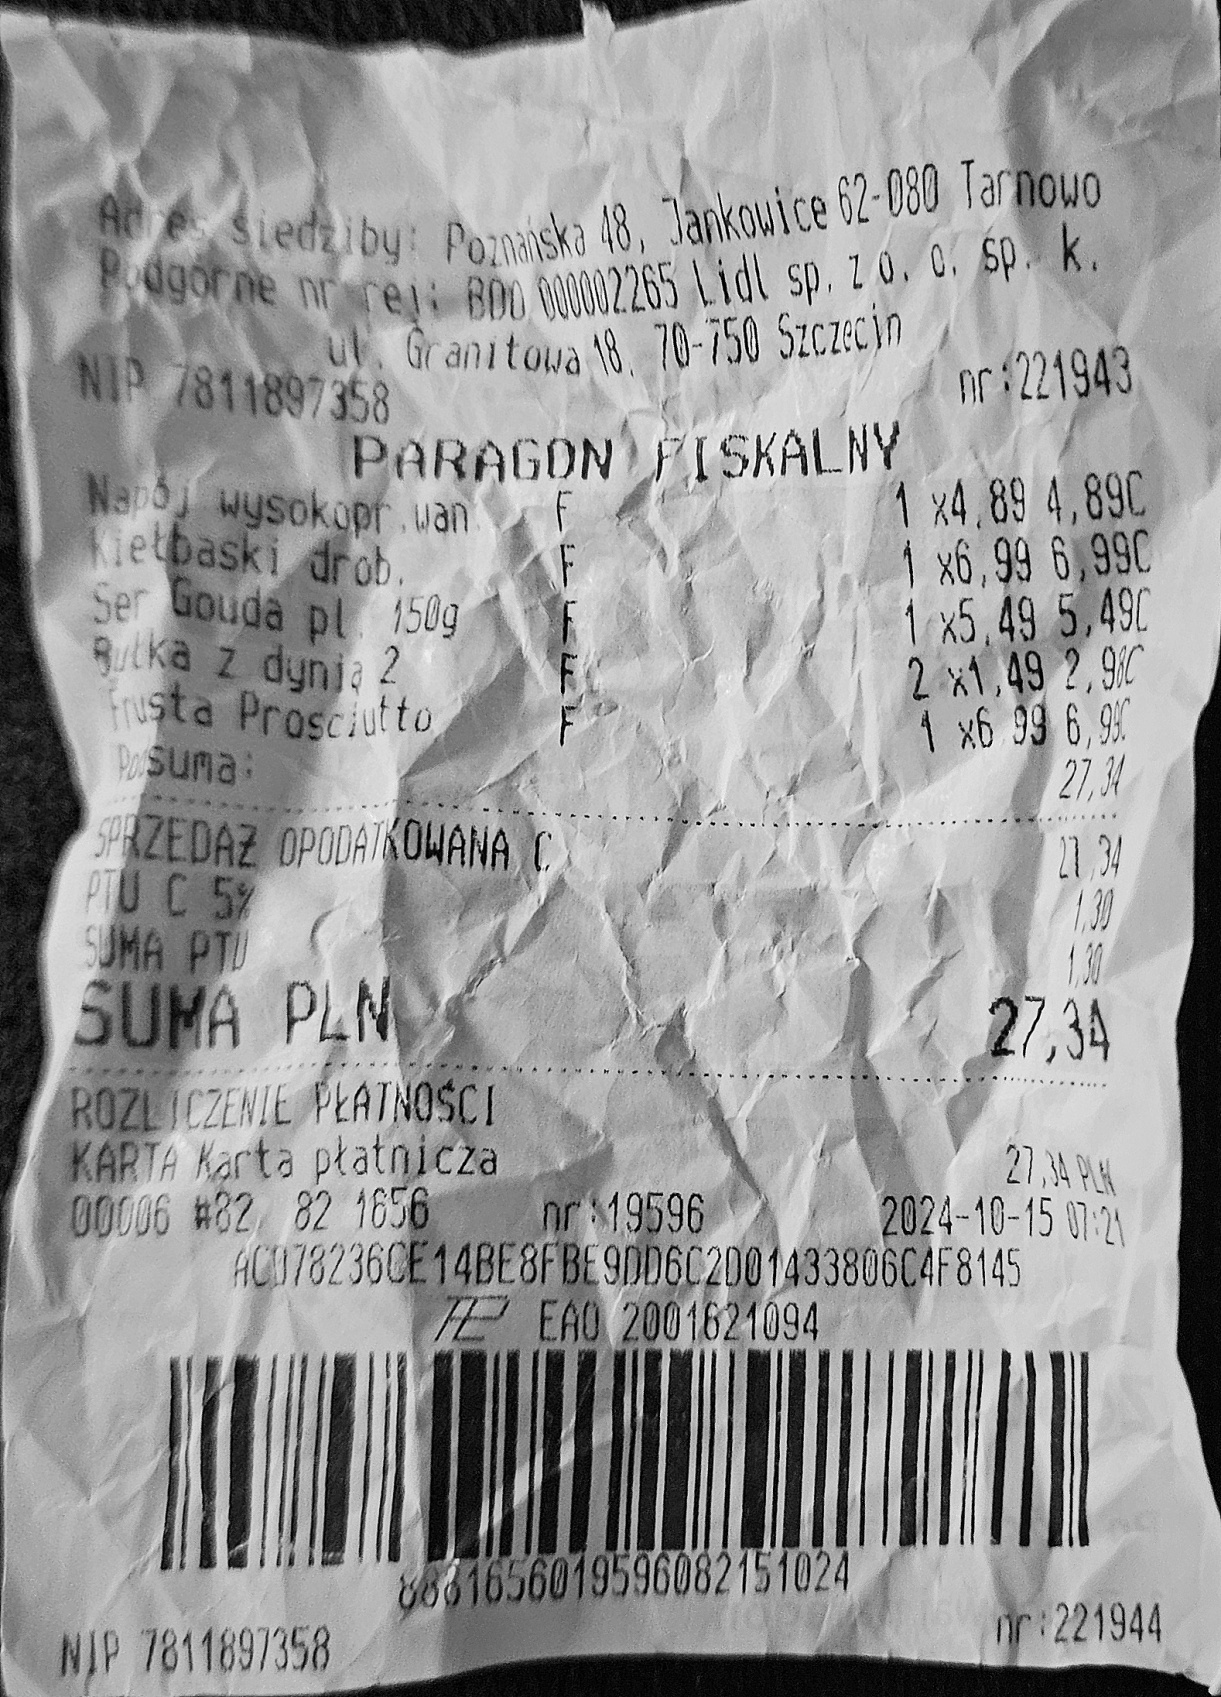 Adres siedziby: Poznańska 48, Jankowice 62-080 Tarnowo
Podgórne nr rej: BDO 000002265 Lidl sp. z o. o. sp. k.
ul. Granitowa 18, 70-750 Szczecin
NIP 7811897358 nr:221943
PARAGON FISKALNY
Napój wysokopr.wan. F 1 x4,89 4,89C
Kiełbaski drob. F 1 x6,99 6,99C
Ser Gouda pl. 150g F 1 x5,49 5,49C
Bułka z dynią 2 F 2 x1,49 2,98C
Frusta Prosciutto F 1 x6,99 6,99C
Podsuma: 27,34
SPRZEDAŻ OPODATKOWANA C 27,34
PTU C 5% 1,30
SUMA PTU 1,30
SUMA PLN 27,34
ROZLICZENIE PŁATNOŚCI
KARTA Karta płatnicza 27,34 PLN
00006 #82 82 1656 nr:19596 2024-10-15 07:21
ACD78236CE14BE8FBE9DD6C2D01433806C4F8145
EAO 2001621094
NIP 7811897358 nr:221944